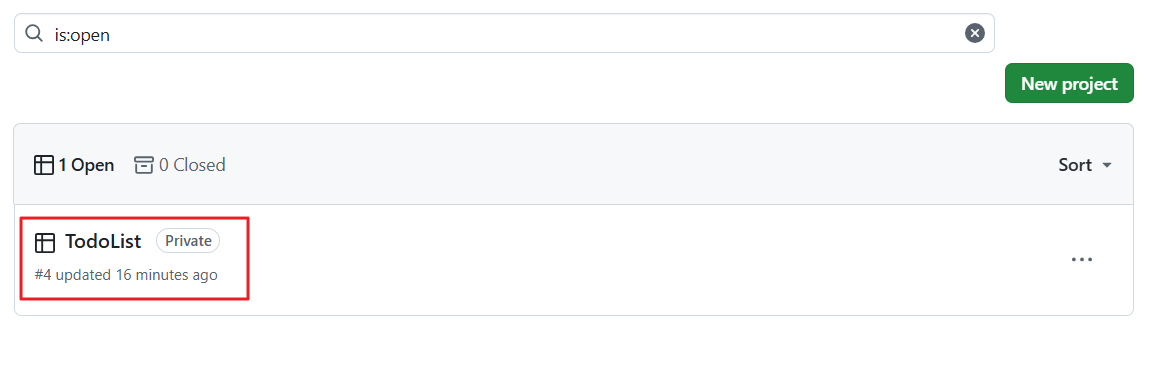 is:open
New project
1 Open 0 Closed Sort
TodoList Private
#4 updated 16 minutes ago